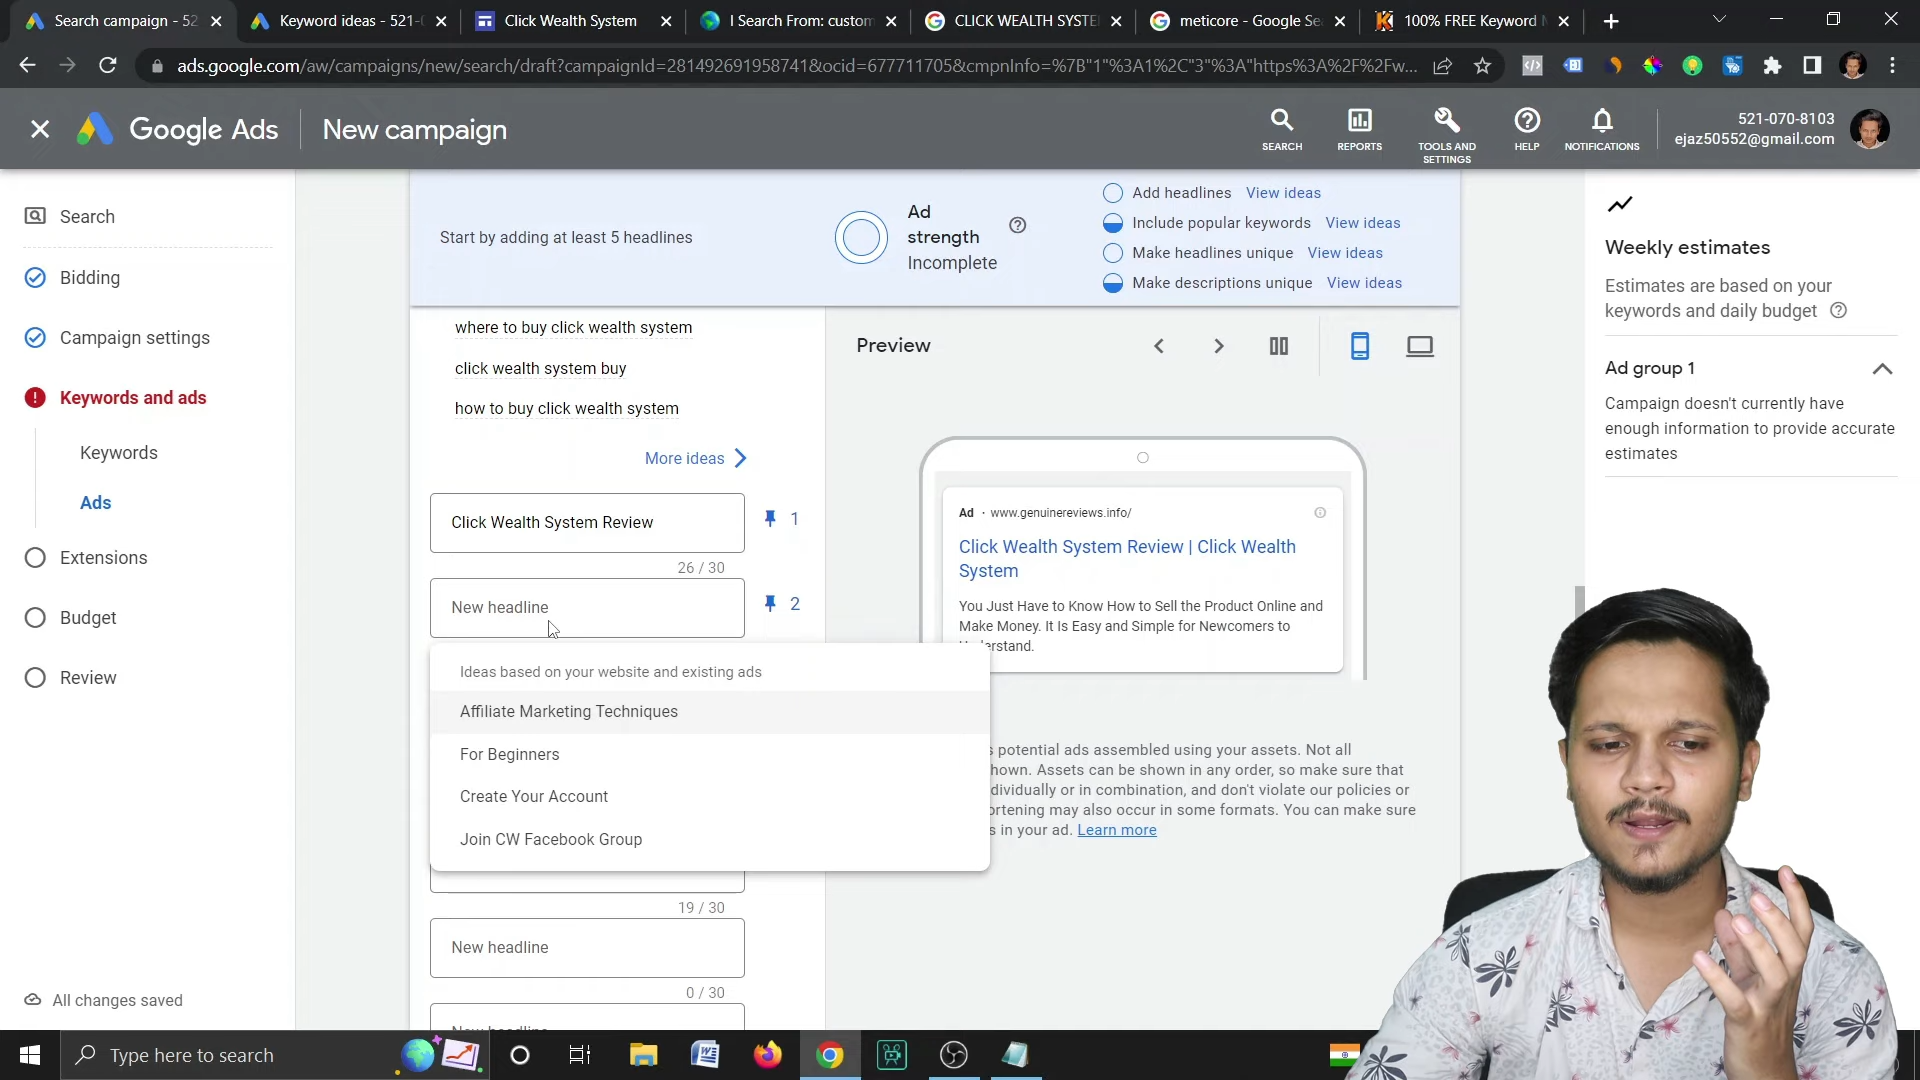 Search campaign - 52
Keyword ideas - 521-0
Click Wealth System
I Search From: custom
CLICK WEALTH SYSTE
meticore - Google Se
100% FREE Keyword M
ads.google.com/aw/campaigns/new/search/draft?campaignId=281492691958741&ocid=677711705&cmpnInfo=%7B"1"%3A1%2C"3"%3A"https%3A%2F%2Fw...
Google Ads
New campaign
SEARCH
REPORTS
TOOLS AND SETTINGS
HELP
NOTIFICATIONS
521-070-8103
ejaz50552@gmail.com
Search
Bidding
Campaign settings
Keywords and ads
Keywords
Ads
Extensions
Budget
Review
All changes saved
Start by adding at least 5 headlines
Ad
strength
Incomplete
Add headlines View ideas
Include popular keywords View ideas
Make headlines unique View ideas
Make descriptions unique View ideas
where to buy click wealth system
click wealth system buy
how to buy click wealth system
More ideas
Click Wealth System Review
1
26 / 30
New headline
2
Ideas based on your website and existing ads
Affiliate Marketing Techniques
For Beginners
Create Your Account
Join CW Facebook Group
19 / 30
New headline
0 / 30
New headline
Preview
Ad · www.genuinereviews.info/
Click Wealth System Review | Click Wealth
System
You Just Have to Know How to Sell the Product Online and
Make Money. It Is Easy and Simple for Newcomers to
Understand.
s potential ads assembled using your assets. Not all
hown. Assets can be shown in any order, so make sure that
dividually or in combination, and don't violate our policies or
ortening may also occur in some formats. You can make sure
s in your ad. Learn more
Weekly estimates
Estimates are based on your
keywords and daily budget
Ad group 1
Campaign doesn't currently have
enough information to provide accurate
estimates
Type here to search